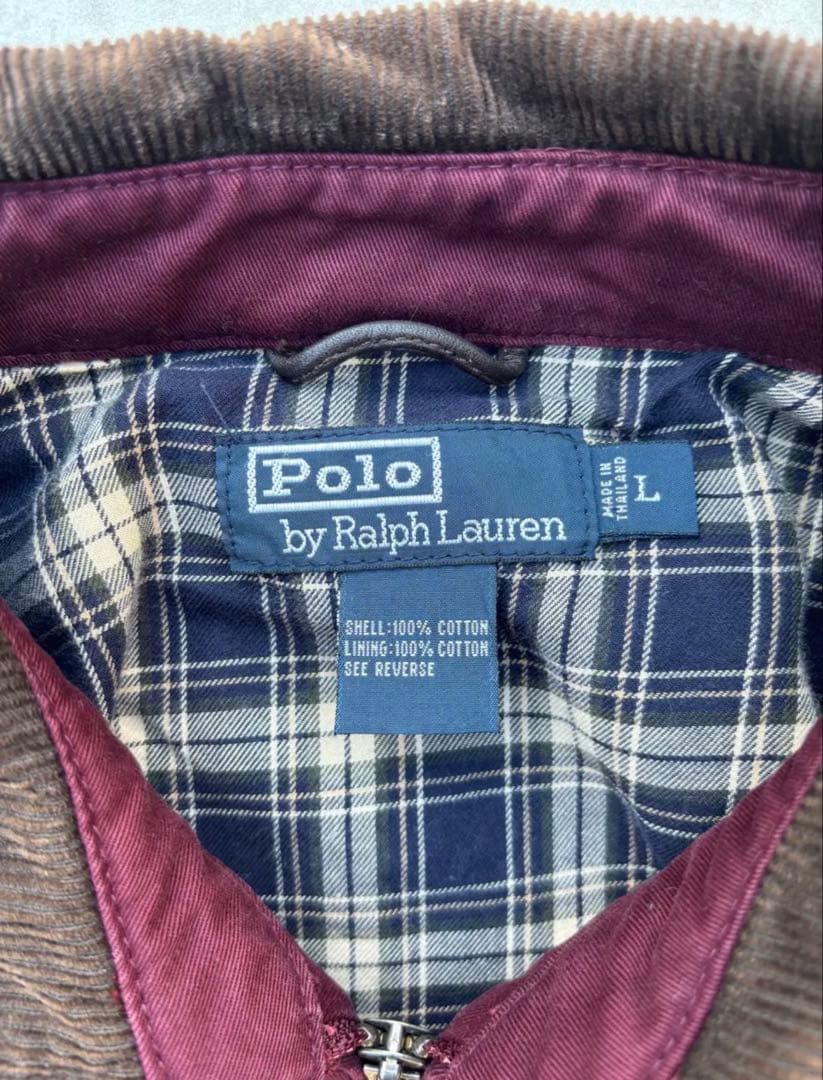 Polo
by Ralph Lauren
MADE IN
THAILAND
L
SHELL:100% COTTON
LINING:100% COTTON
SEE REVERSE